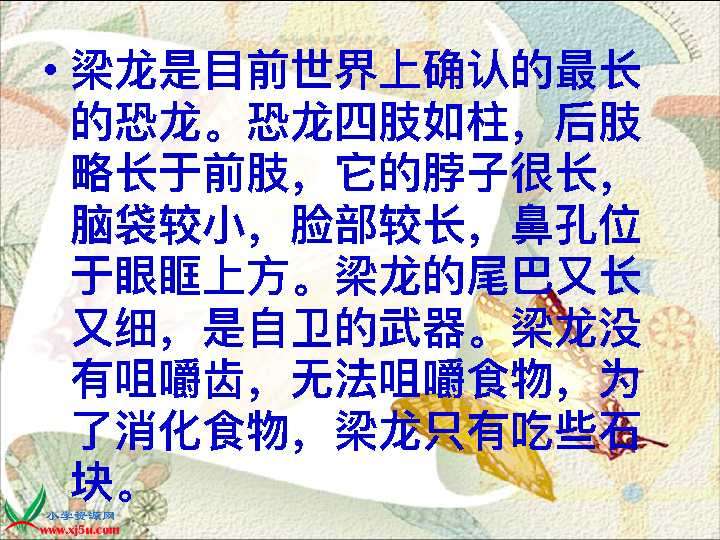 • 梁龙是目前世界上确认的最长
的恐龙。恐龙四肢如柱，后肢
略长于前肢，它的脖子很长，
脑袋较小，脸部较长，鼻孔位
于眼眶上方。梁龙的尾巴又长
又细，是自卫的武器。梁龙没
有咀嚼齿，无法咀嚼食物，为
了消化食物，梁龙只有吃些石
块。
小学资源网
www.xj5u.com